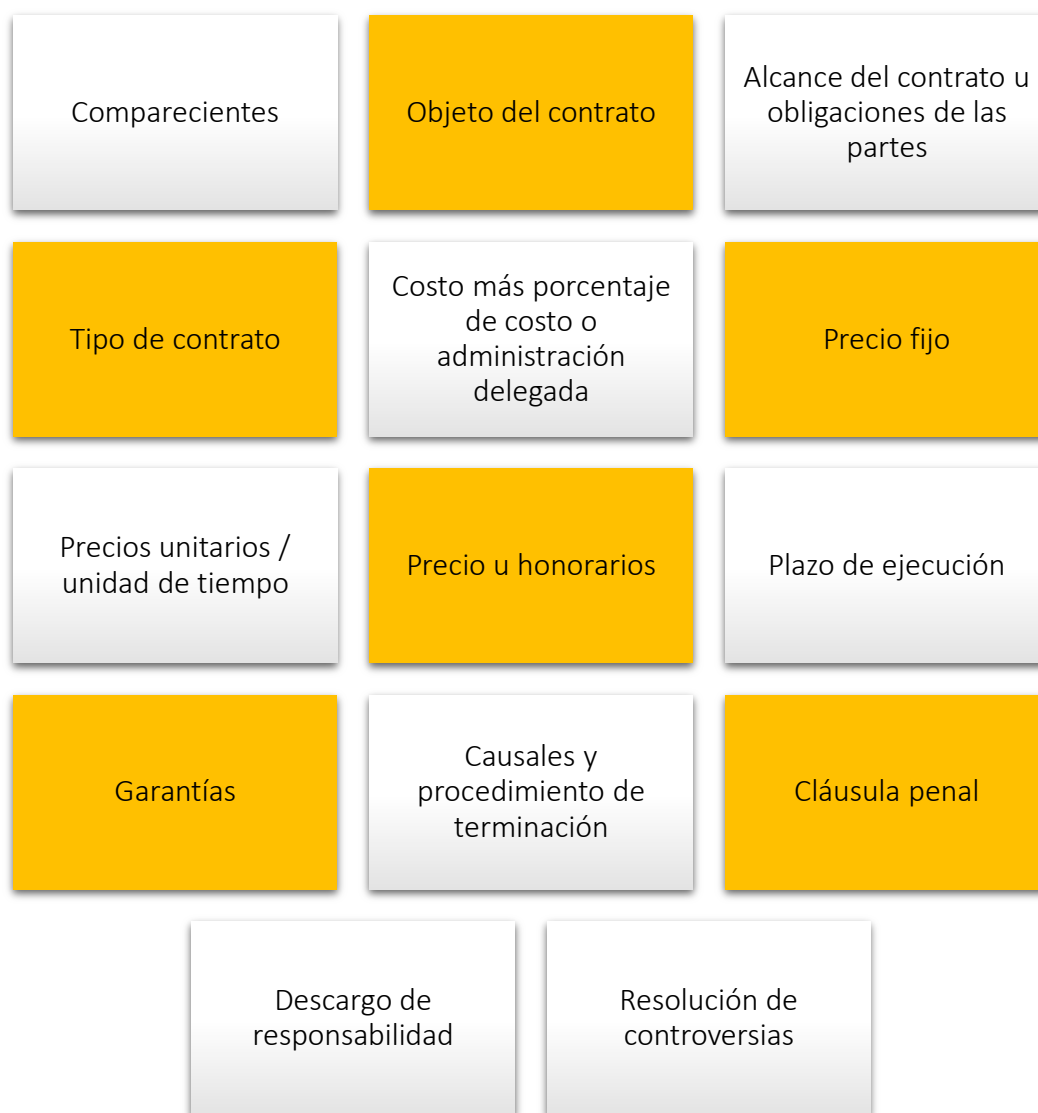 Comparecientes
Objeto del contrato
Alcance del contrato u
obligaciones de las
partes
Tipo de contrato
Costo más porcentaje
de costo o
administración
delegada
Precio fijo
Precios unitarios /
unidad de tiempo
Precio u honorarios
Plazo de ejecución
Garantías
Causales y
procedimiento de
terminación
Cláusula penal
Descargo de
responsabilidad
Resolución de
controversias